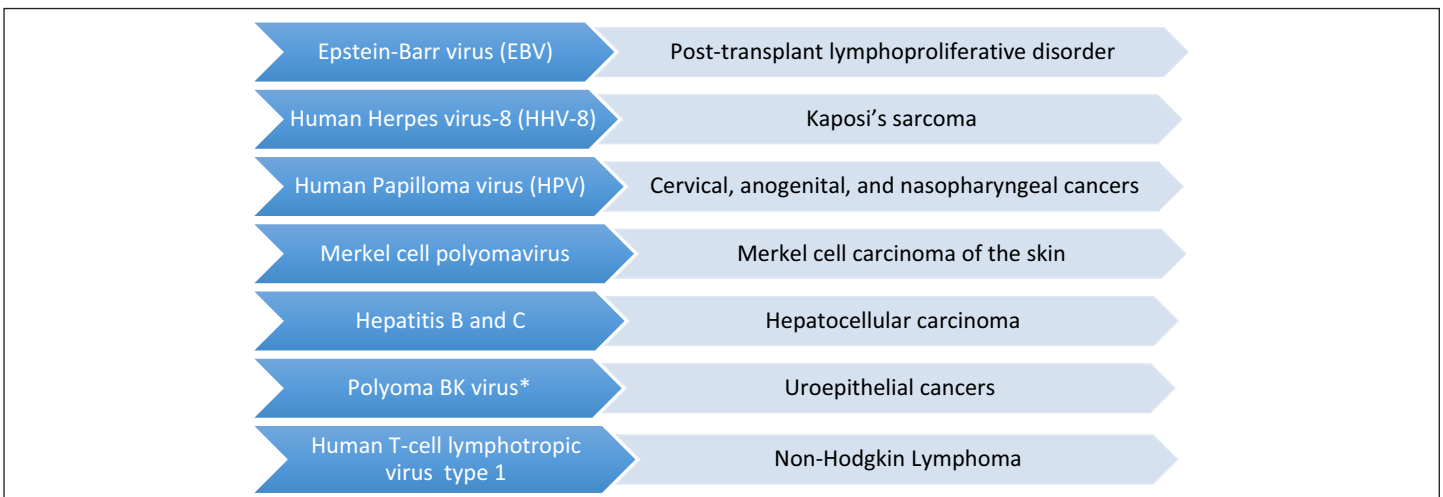 Epstein-Barr virus (EBV)
Post-transplant lymphoproliferative disorder
Human Herpes virus-8 (HHV-8)
Kaposi’s sarcoma
Human Papilloma virus (HPV)
Cervical, anogenital, and nasopharyngeal cancers
Merkel cell polyomavirus
Merkel cell carcinoma of the skin
Hepatitis B and C
Hepatocellular carcinoma
Polyoma BK virus*
Uroepithelial cancers
Human T-cell lymphotropic
virus type 1
Non-Hodgkin Lymphoma